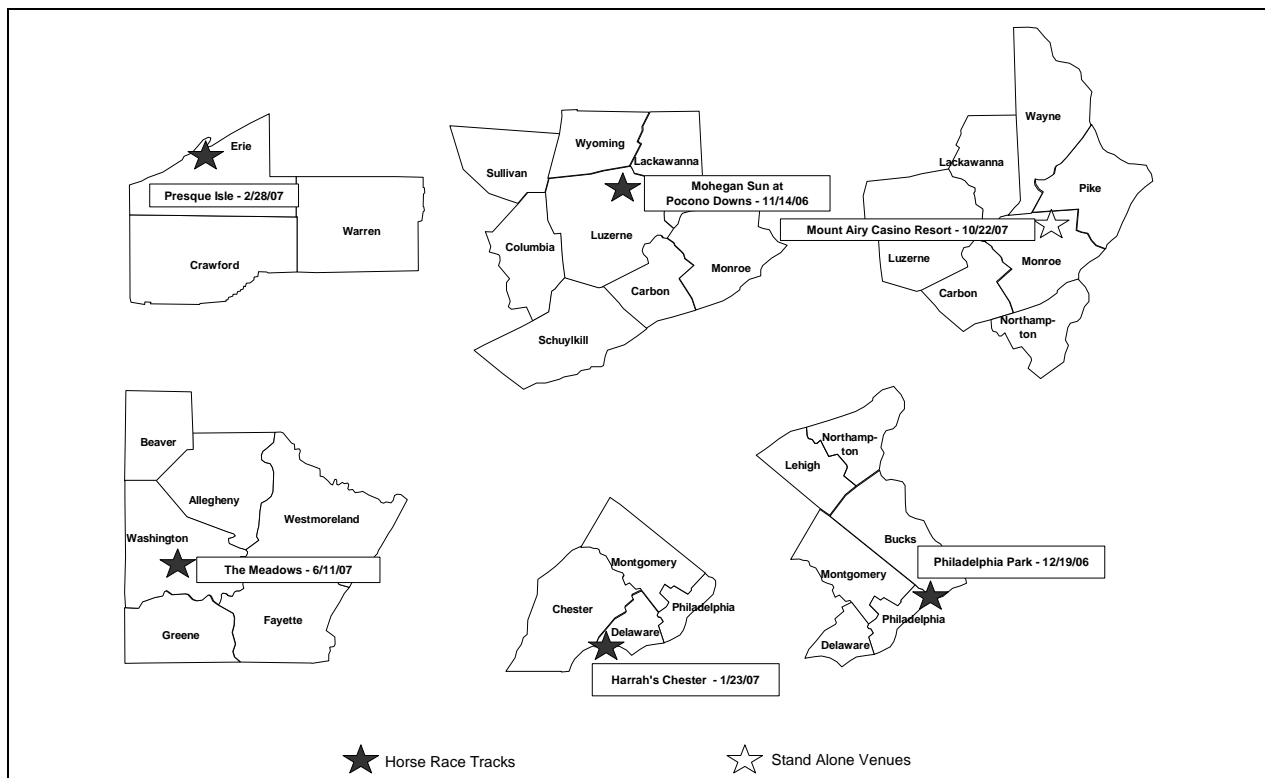 Erie
Presque Isle - 2/28/07
Warren
Crawford
Wyoming
Lackawanna
Sullivan
Mohegan Sun at
Pocono Downs - 11/14/06
Luzerne
Columbia
Monroe
Carbon
Schuylkill
Wayne
Lackawanna
Pike
Mount Airy Casino Resort - 10/22/07
Luzerne
Monroe
Carbon
Northamp-
ton
Beaver
Allegheny
Westmoreland
Washington
The Meadows - 6/11/07
Fayette
Greene
Montgomery
Chester
Philadelphia
Delaware
Harrah's Chester - 1/23/07
Northamp-
ton
Lehigh
Bucks
Philadelphia Park - 12/19/06
Montgomery
Philadelphia
Delaware
Horse Race Tracks
Stand Alone Venues